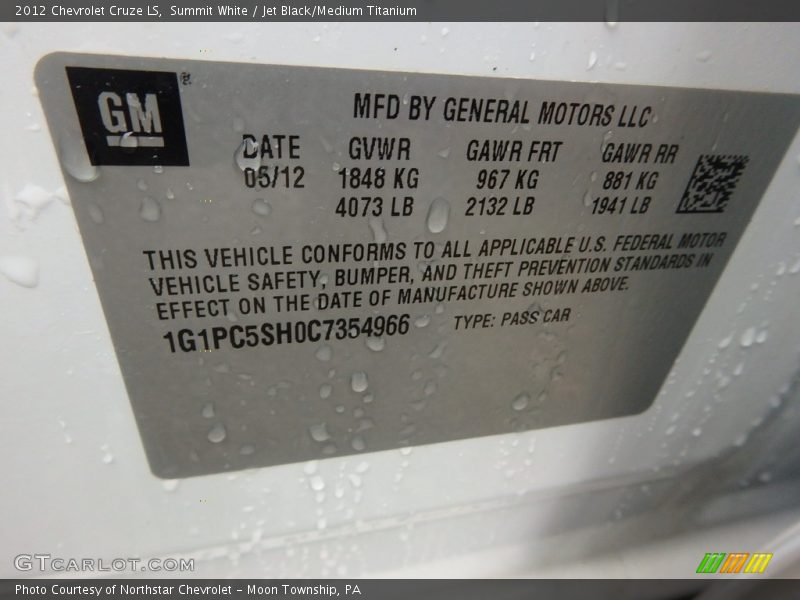 2012 Chevrolet Cruze LS,  Summit White / Jet Black/Medium Titanium
GM®
MFD BY GENERAL MOTORS LLC
DATE GVWR GAWR FRT GAWR RR
05/12 1848 KG 967 KG 881 KG
4073 LB 2132 LB 1941 LB
THIS VEHICLE CONFORMS TO ALL APPLICABLE U.S. FEDERAL MOTOR
VEHICLE SAFETY, BUMPER, AND THEFT PREVENTION STANDARDS IN
EFFECT ON THE DATE OF MANUFACTURE SHOWN ABOVE.
1G1PC5SH0C7354966 TYPE: PASS CAR
GTcarlot.com
Photo Courtesy of Northstar Chevrolet - Moon Township, PA